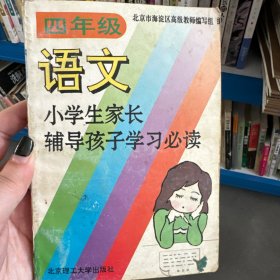 四年级
北京市海淀区高级教师编写组
语文
小学生家长
辅导孩子学习必读
北京理工大学出版社